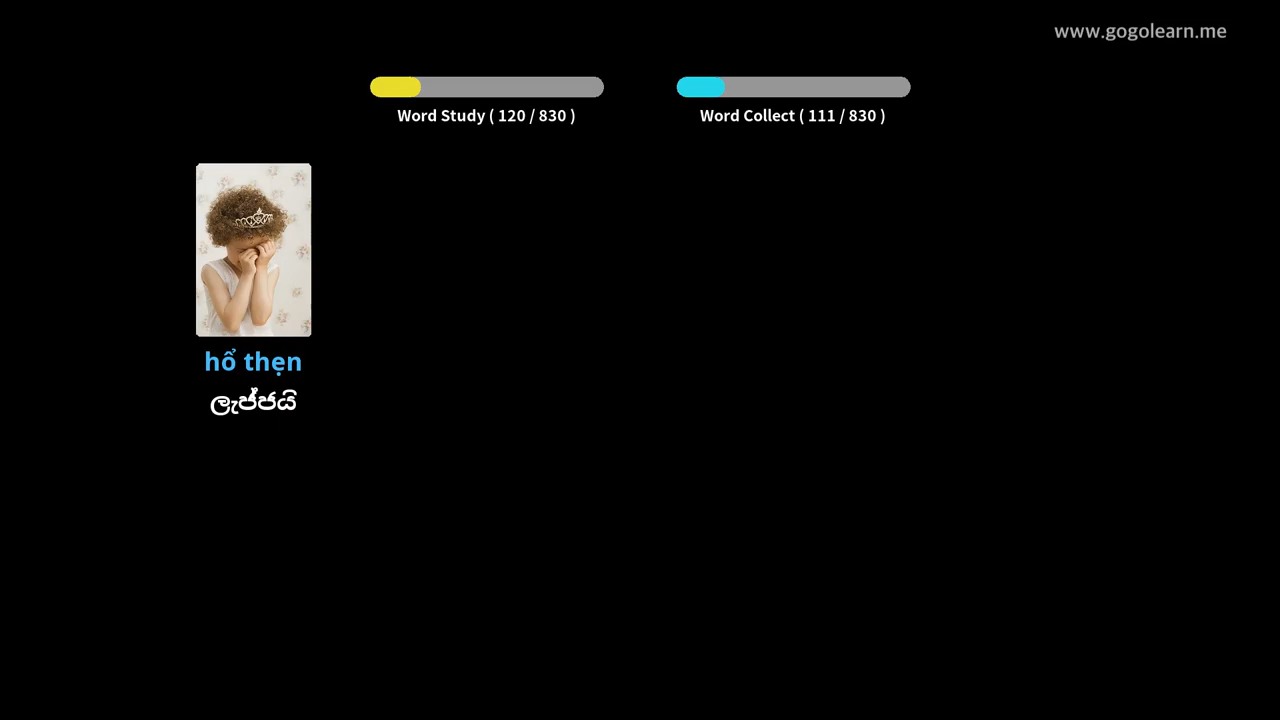 www.gogolearn.me
Word Study ( 120 / 830 )
Word Collect ( 111 / 830 )
hổ thẹn
ලැජ්ජයි